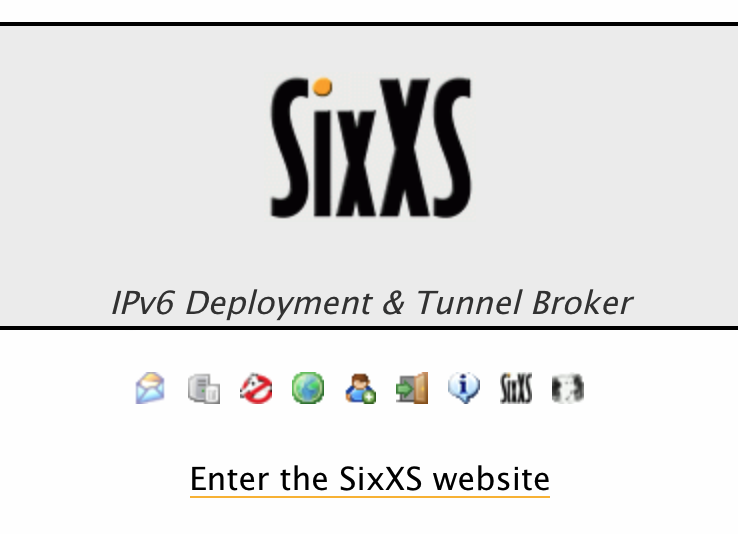 SixXS
IPv6 Deployment & Tunnel Broker
SixXS
Enter the SixXS website